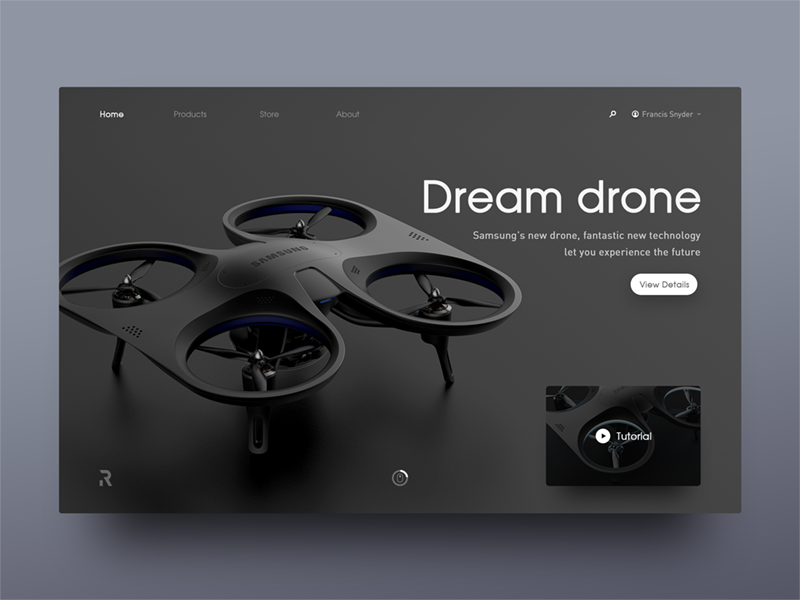 Home Products Store About Francis Snyder
Dream drone
Samsung's new drone, fantastic new technology
let you experience the future
View Details
SAMSUNG
Tutorial
R